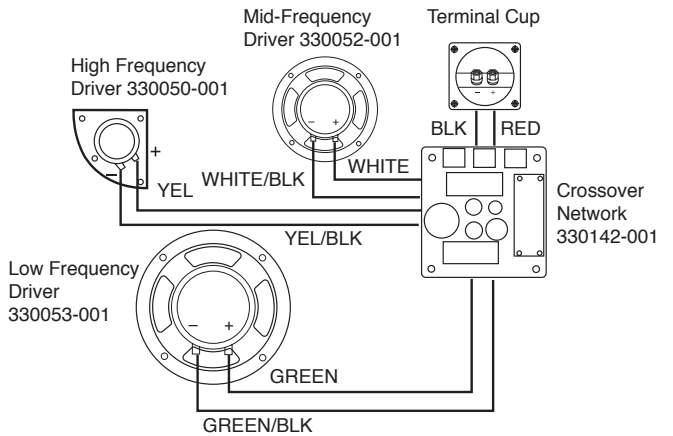 Mid-Frequency
Driver 330052-001
Terminal Cup
High Frequency
Driver 330050-001
– +
– +
BLK RED
+
–
WHITE
WHITE/BLK
YEL
Crossover
Network
330142-001
YEL/BLK
Low Frequency
Driver
330053-001
– +
GREEN
GREEN/BLK